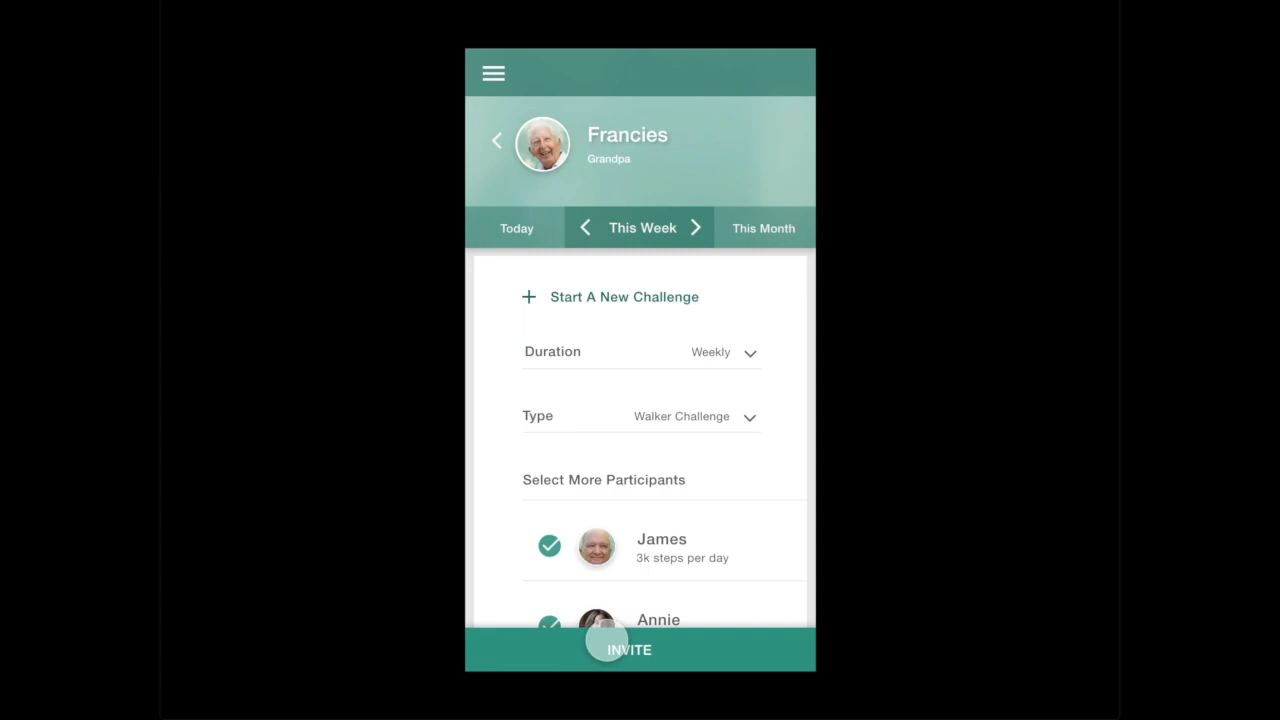 Francies
Grandpa
Today
This Week
This Month
Start A New Challenge
Duration
Weekly
Type
Walker Challenge
Select More Participants
James
3k steps per day
Annie
INVITE